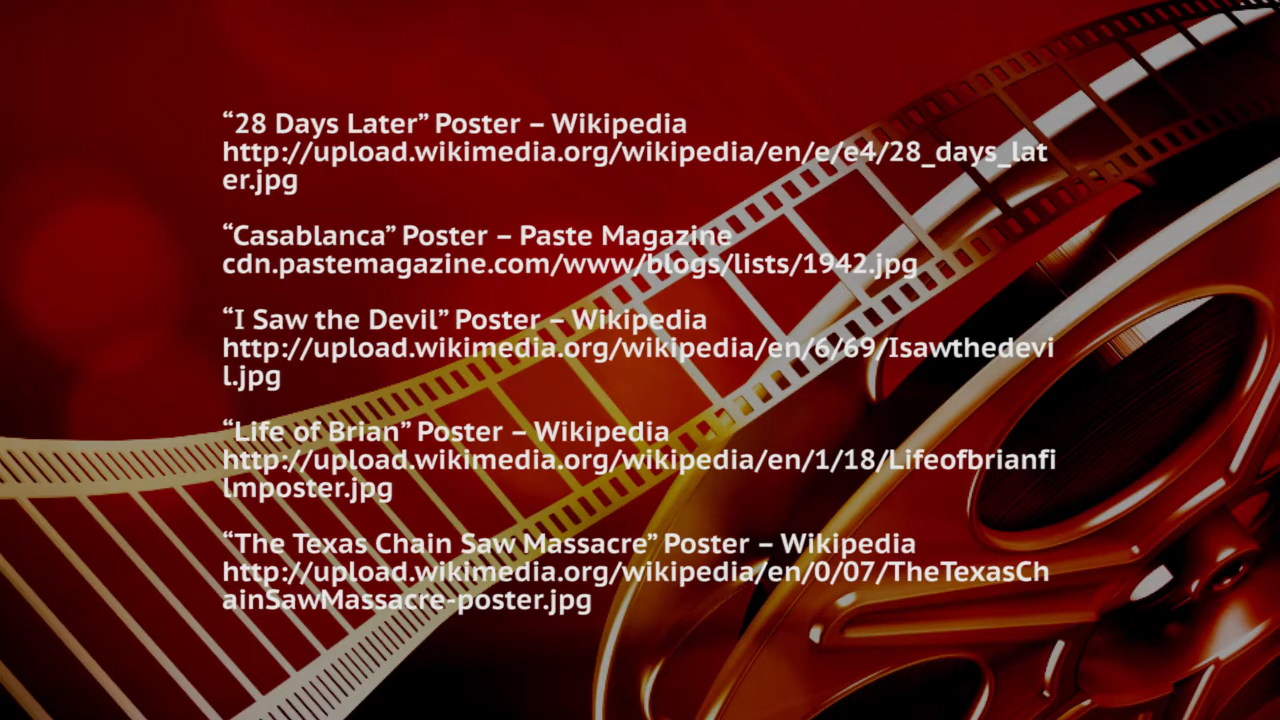 “28 Days Later” Poster – Wikipedia
http://upload.wikimedia.org/wikipedia/en/e/e4/28_days_lat
er.jpg
“Casablanca” Poster – Paste Magazine
cdn.pastemagazine.com/www/blogs/lists/1942.jpg
“I Saw the Devil” Poster – Wikipedia
http://upload.wikimedia.org/wikipedia/en/6/69/Isawthedevi
l.jpg
“Life of Brian” Poster – Wikipedia
http://upload.wikimedia.org/wikipedia/en/1/18/Lifeofbrianfi
lmposter.jpg
“The Texas Chain Saw Massacre” Poster – Wikipedia
http://upload.wikimedia.org/wikipedia/en/0/07/TheTexasCh
ainSawMassacre-poster.jpg